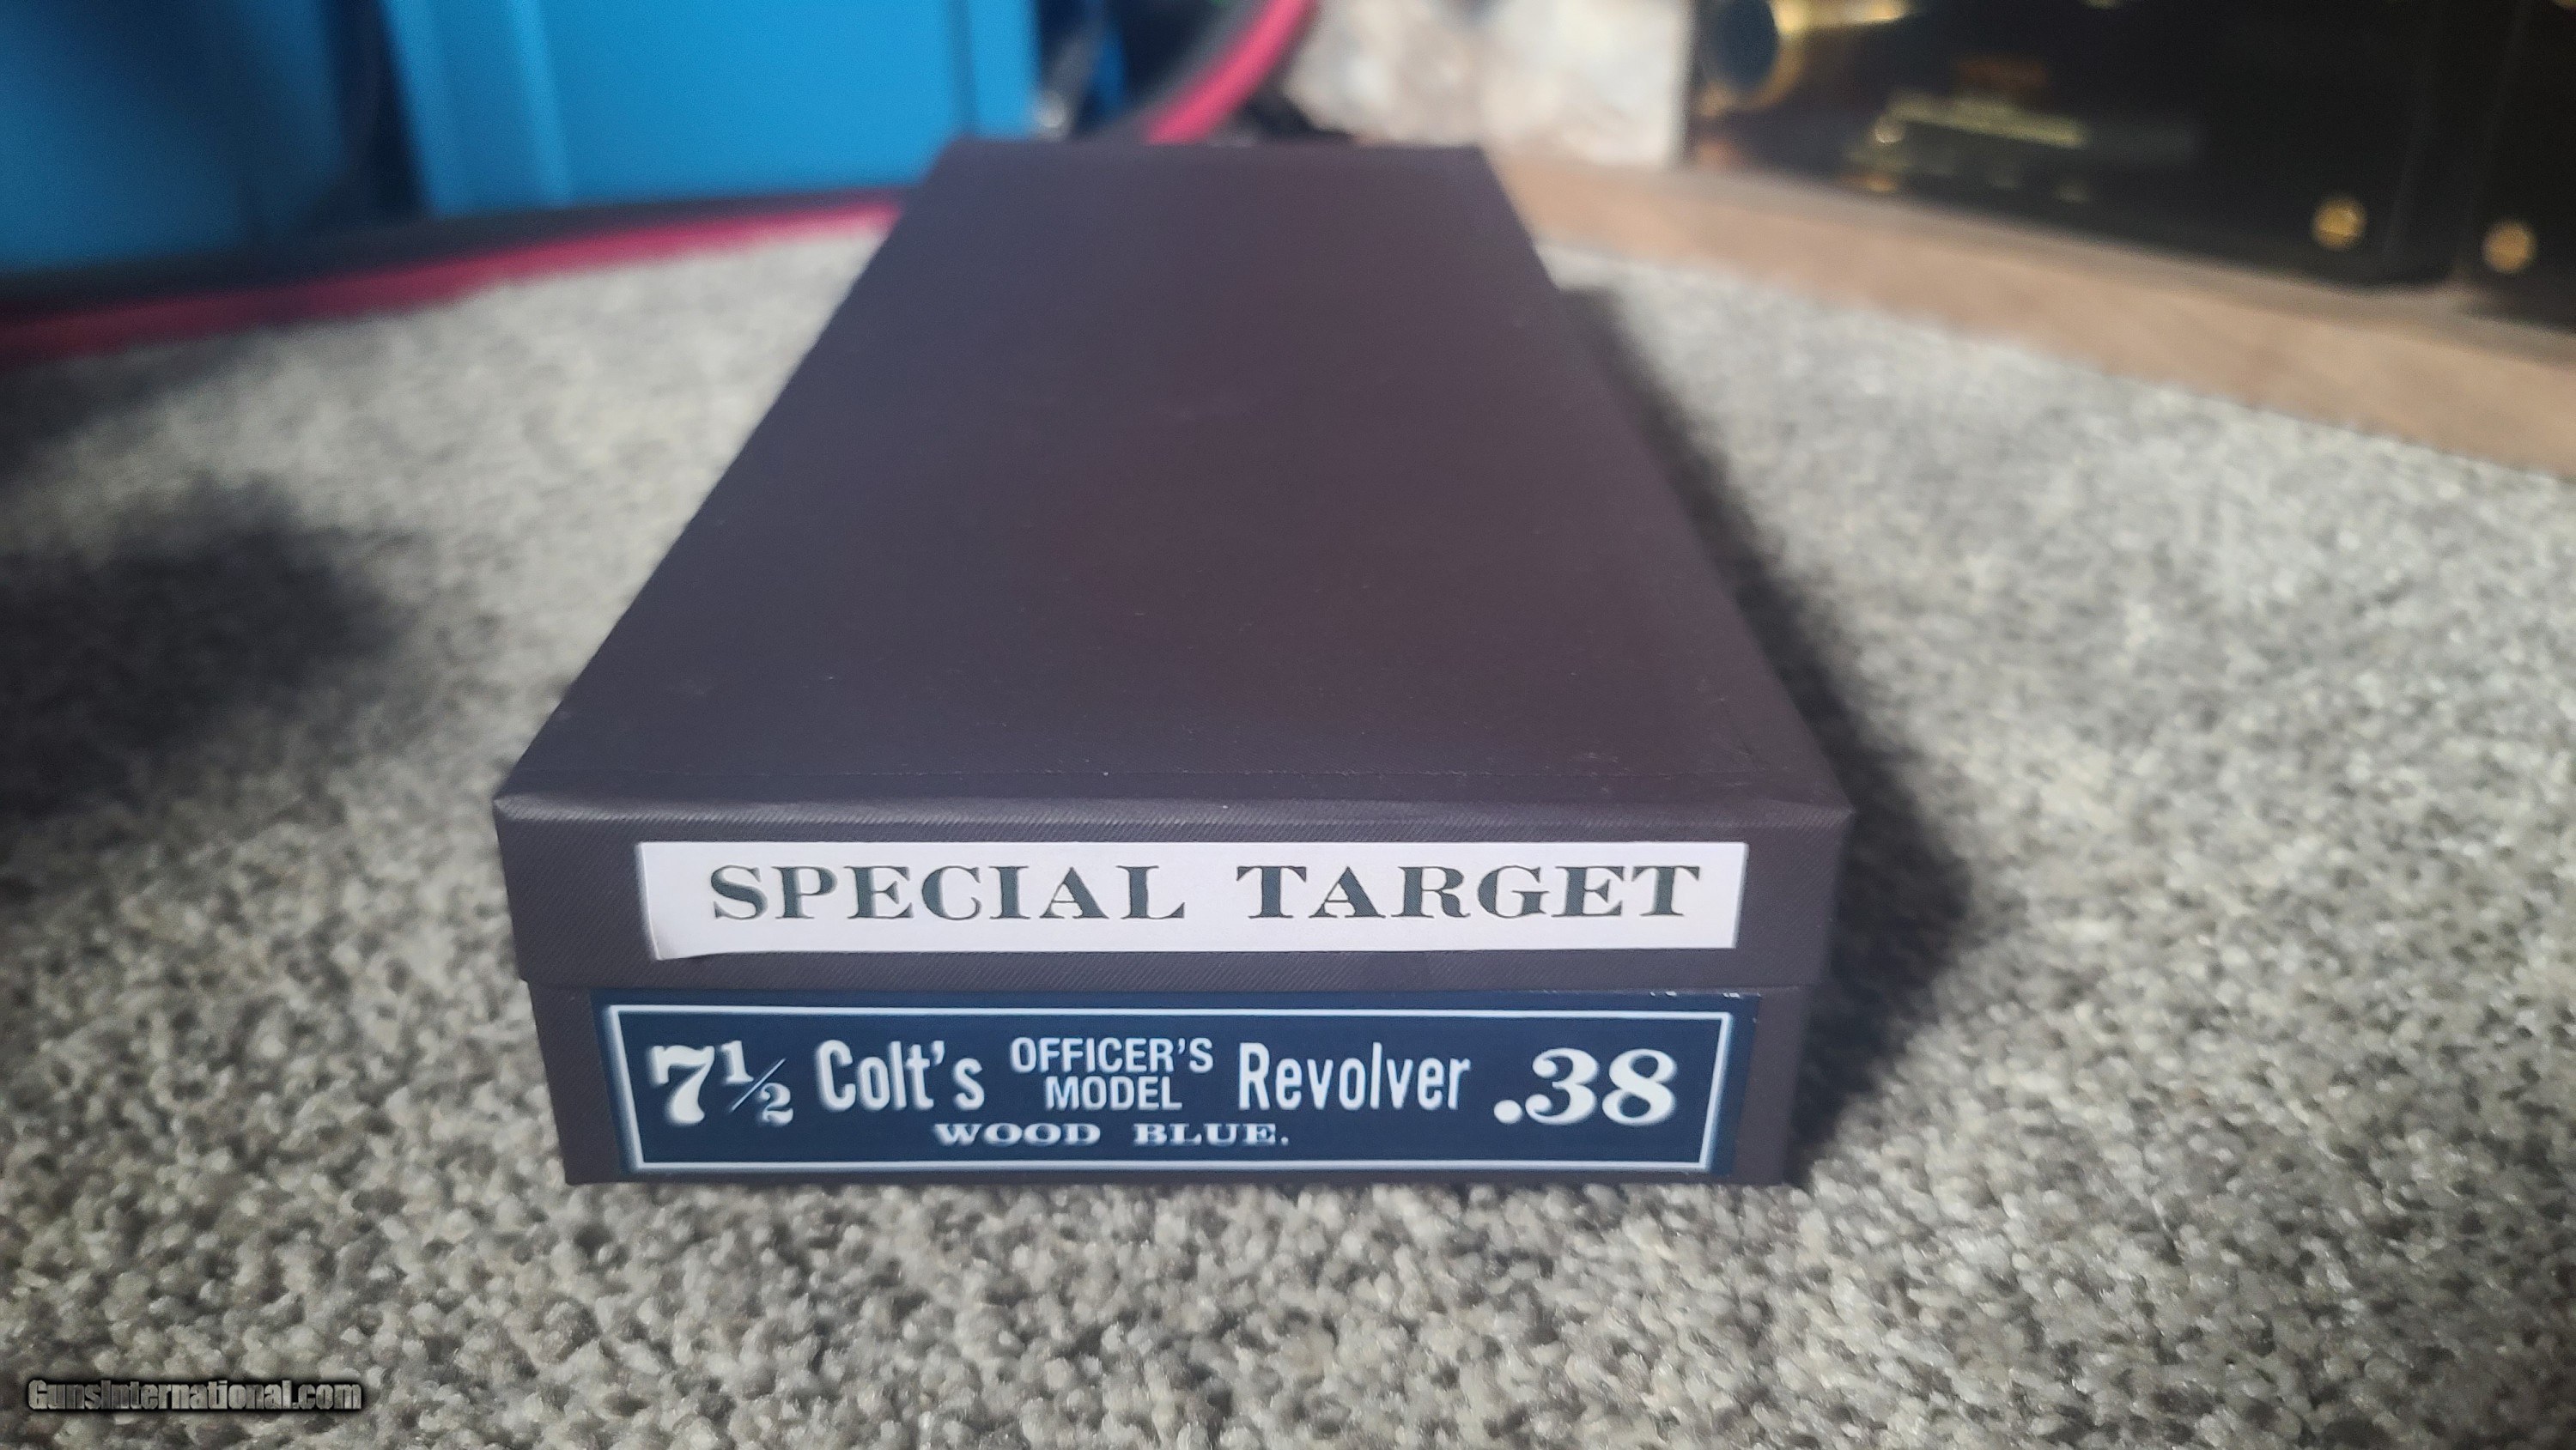 SPECIAL TARGET
7½ Colt's OFFICER'S MODEL Revolver .38
WOOD BLUE.
GunsInternational.com